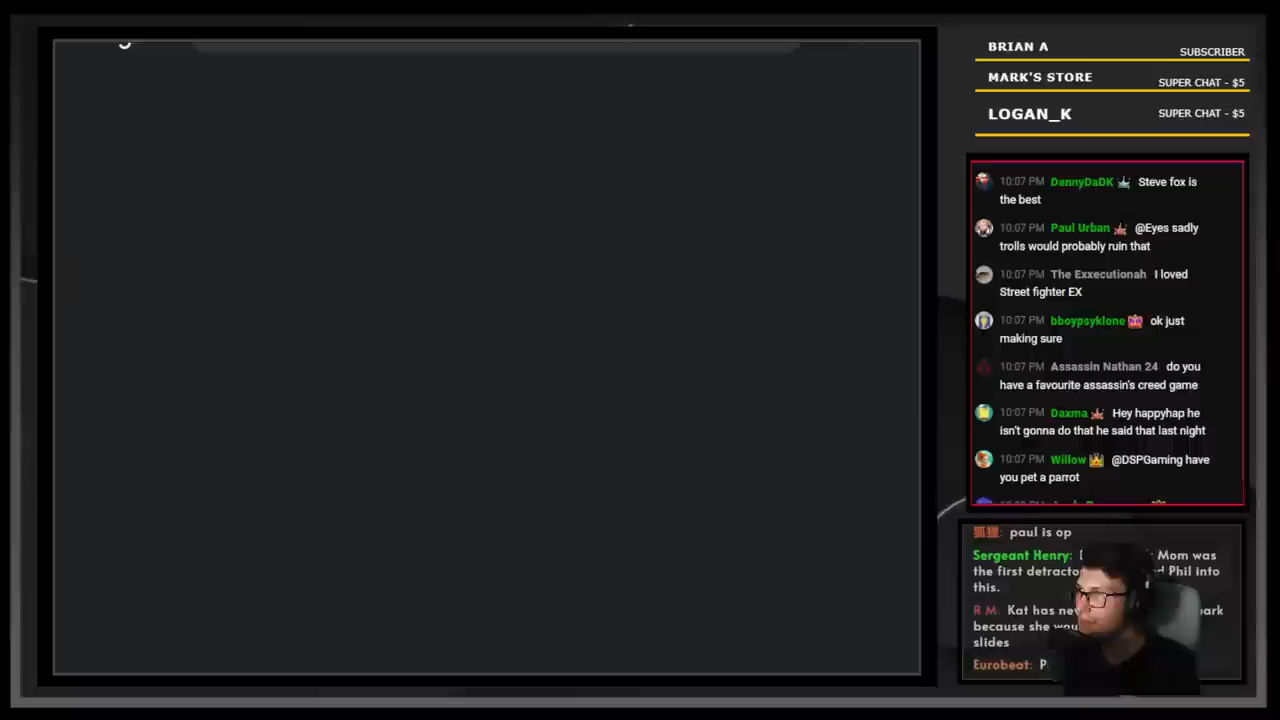 BRIAN A
SUBSCRIBER
MARK'S STORE
SUPER CHAT - $5
LOGAN_K
SUPER CHAT - $5
10:07 PM DannyDaDK Steve fox is
the best
10:07 PM Paul Urban @Eyes sadly
trolls would probably ruin that
10:07 PM The Exxecutionah I loved
Street fighter EX
10:07 PM bboypsyklone ok just
making sure
10:07 PM Assassin Nathan 24 do you
have a favourite assassin's creed game
10:07 PM Daxma Hey happyhap he
isn't gonna do that he said that last night
10:07 PM Willow @DSPGaming have
you pet a parrot
狐狸: paul is op
Sergeant Henry: Mom was
the first Phil into
this.
R M: Kat has
because she
slides
Eurobeat: P